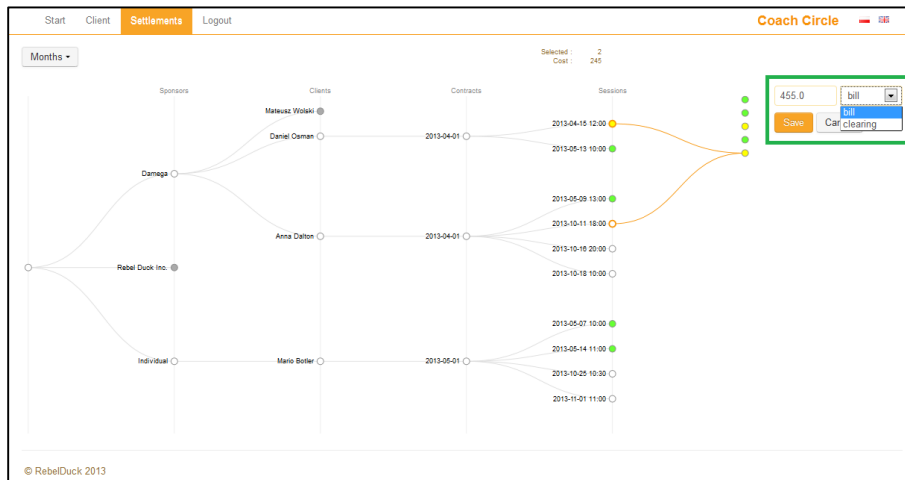 Start Client Settlements Logout Coach Circle
Months
Selected : 2
Cost : 245
Sponsors Clients Contracts Sessions
455.0 bill
bill
clearing
Save Can
Mateusz Wolski
2013-04-15 12:00
Daniel Osman 2013-04-01
2013-05-13 10:00
Damega
2013-05-09 13:00
2013-10-11 18:00
Anna Dalton 2013-04-01
2013-10-16 20:00
Rebel Duck Inc.
2013-10-18 10:00
2013-05-07 10:00
2013-05-14 11:00
Individual Mario Botler 2013-05-01
2013-10-25 10:30
2013-11-01 11:00
© RebelDuck 2013